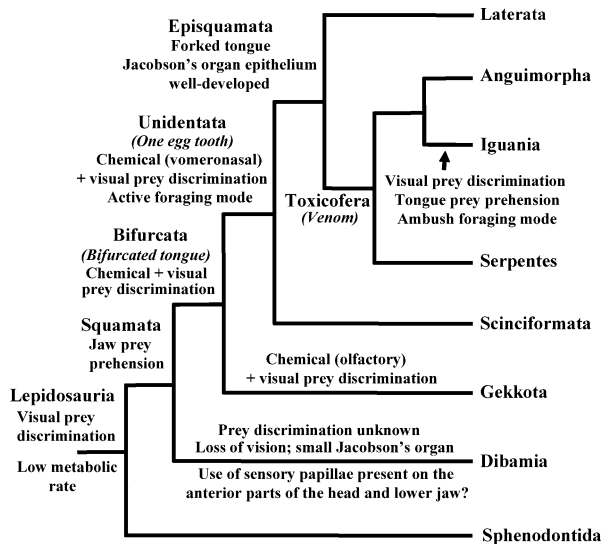 Episquamata
Forked tongue
Jacobson's organ epithelium
well-developed
Laterata
Anguimorpha
Unidentata
(One egg tooth)
Chemical (vomeronasal)
+ visual prey discrimination
Active foraging mode
Iguania
Visual prey discrimination
Tongue prey prehension
Ambush foraging mode
Toxicofera
(Venom)
Bifurcata
(Bifurcated tongue)
Chemical + visual
prey discrimination
Serpentes
Squamata
Jaw prey
prehension
Scinciformata
Chemical (olfactory)
+ visual prey discrimination
Gekkota
Lepidosauria
Visual prey
discrimination
Low metabolic
rate
Prey discrimination unknown
Loss of vision; small Jacobson's organ
Dibamia
Use of sensory papillae present on the
anterior parts of the head and lower jaw?
Sphenodontida